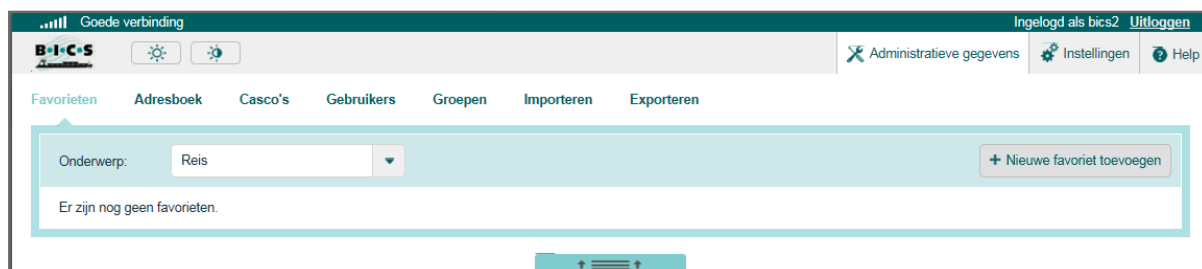 Goede verbinding Ingelogd als bics2 Uitloggen
B•I•C•S Administratieve gegevens Instellingen Help
Favorieten Adresboek Casco's Gebruikers Groepen Importeren Exporteren
Onderwerp: Reis + Nieuwe favoriet toevoegen
Er zijn nog geen favorieten.